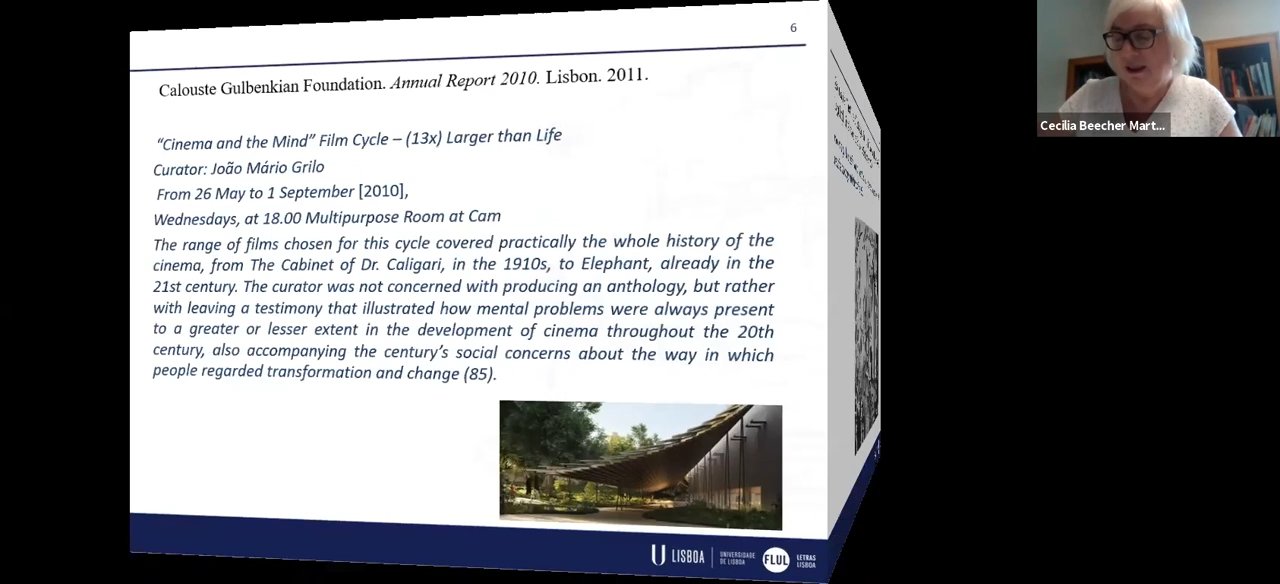 6
Calouste Gulbenkian Foundation. Annual Report 2010. Lisbon. 2011.
“Cinema and the Mind” Film Cycle – (13x) Larger than Life
Curator: João Mário Grilo
From 26 May to 1 September [2010],
Wednesdays, at 18.00 Multipurpose Room at Cam
The range of films chosen for this cycle covered practically the whole history of the
cinema, from The Cabinet of Dr. Caligari, in the 1910s, to Elephant, already in the
21st century. The curator was not concerned with producing an anthology, but rather
with leaving a testimony that illustrated how mental problems were always present
to a greater or lesser extent in the development of cinema throughout the 20th
century, also accompanying the century’s social concerns about the way in which
people regarded transformation and change (85).
U LISBOA
UNIVERSIDADE
DE LISBOA
FLUL
LETRAS
LISBOA
Cecilia Beecher Mart...